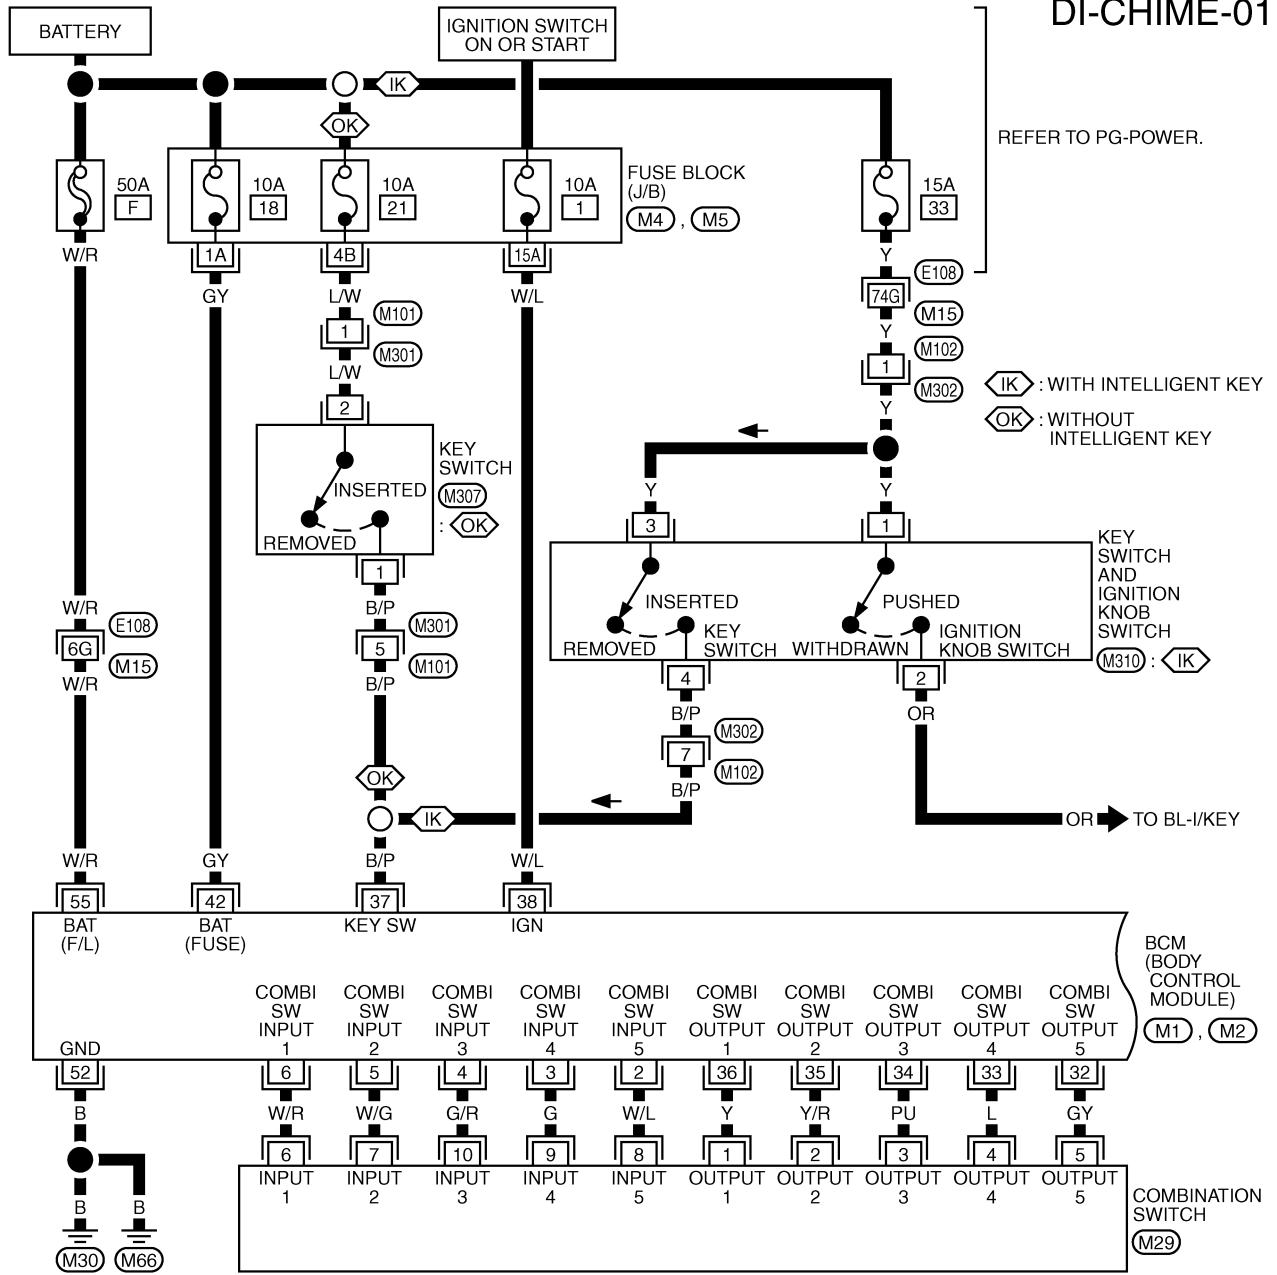 DI-CHIME-01
BATTERY
IGNITION SWITCH
ON OR START
IK
OK
REFER TO PG-POWER.
50A
F
10A
18
10A
21
10A
1
FUSE BLOCK
(J/B)
M4 , M5
15A
33
W/R
1A
4B
15A
Y
GY
L/W
W/L
74G
E108
M15
1
M101
M301
Y
M102
1
M302
L/W
Y
2
IK : WITH INTELLIGENT KEY
OK : WITHOUT
INTELLIGENT KEY
KEY
SWITCH
M307
: OK
INSERTED
REMOVED
1
Y
Y
3
1
KEY
SWITCH
AND
IGNITION
KNOB
SWITCH
M310 : IK
INSERTED
REMOVED
KEY
SWITCH
PUSHED
WITHDRAWN
IGNITION
KNOB SWITCH
W/R
6G
E108
M15
W/R
B/P
5
M301
M101
B/P
4
2
B/P
OR
7
M302
M102
B/P
OK
IK
OR
TO BL-I/KEY
W/R
GY
B/P
W/L
55
42
37
38
BAT
(F/L)
BAT
(FUSE)
KEY SW
IGN
BCM
(BODY
CONTROL
MODULE)
M1 , M2
COMBI COMBI COMBI COMBI COMBI COMBI COMBI COMBI COMBI COMBI
SW SW SW SW SW SW SW SW SW SW
INPUT INPUT INPUT INPUT INPUT OUTPUT OUTPUT OUTPUT OUTPUT OUTPUT
GND 1 2 3 4 5 1 2 3 4 5
52 6 5 4 3 2 36 35 34 33 32
B W/R W/G G/R G W/L Y Y/R PU L GY
6 7 10 9 8 1 2 3 4 5
INPUT INPUT INPUT INPUT INPUT OUTPUT OUTPUT OUTPUT OUTPUT OUTPUT
1 2 3 4 5 1 2 3 4 5
COMBINATION
SWITCH
M29
B B
M30 M66